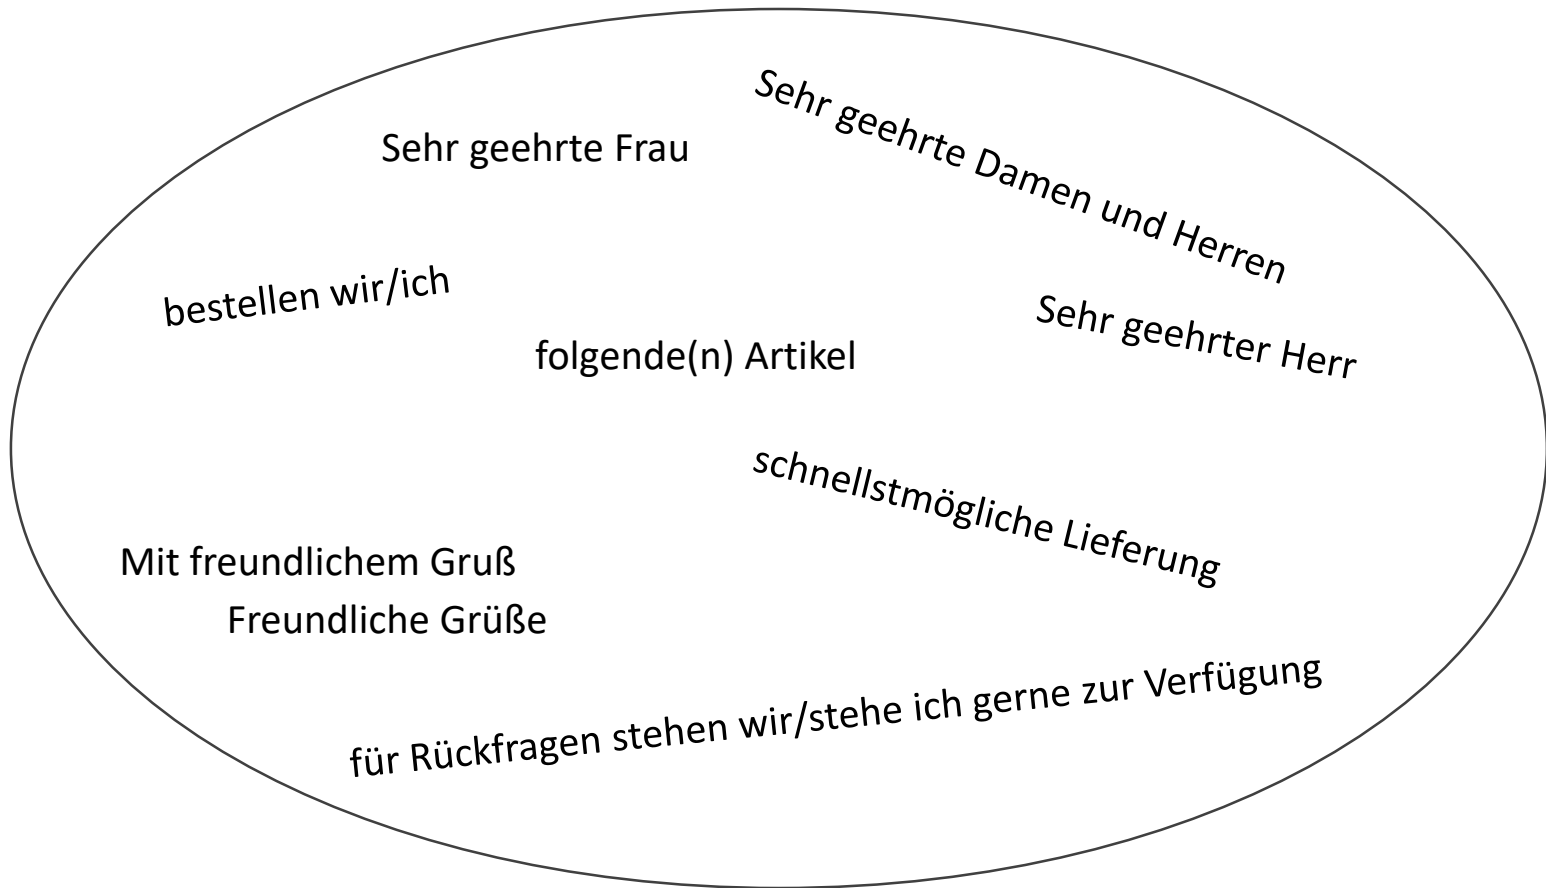 Sehr geehrte Damen und Herren
Sehr geehrte Frau
bestellen wir/ich
Sehr geehrter Herr
folgende(n) Artikel
schnellstmögliche Lieferung
Mit freundlichem Gruß
Freundliche Grüße
für Rückfragen stehen wir/stehe ich gerne zur Verfügung